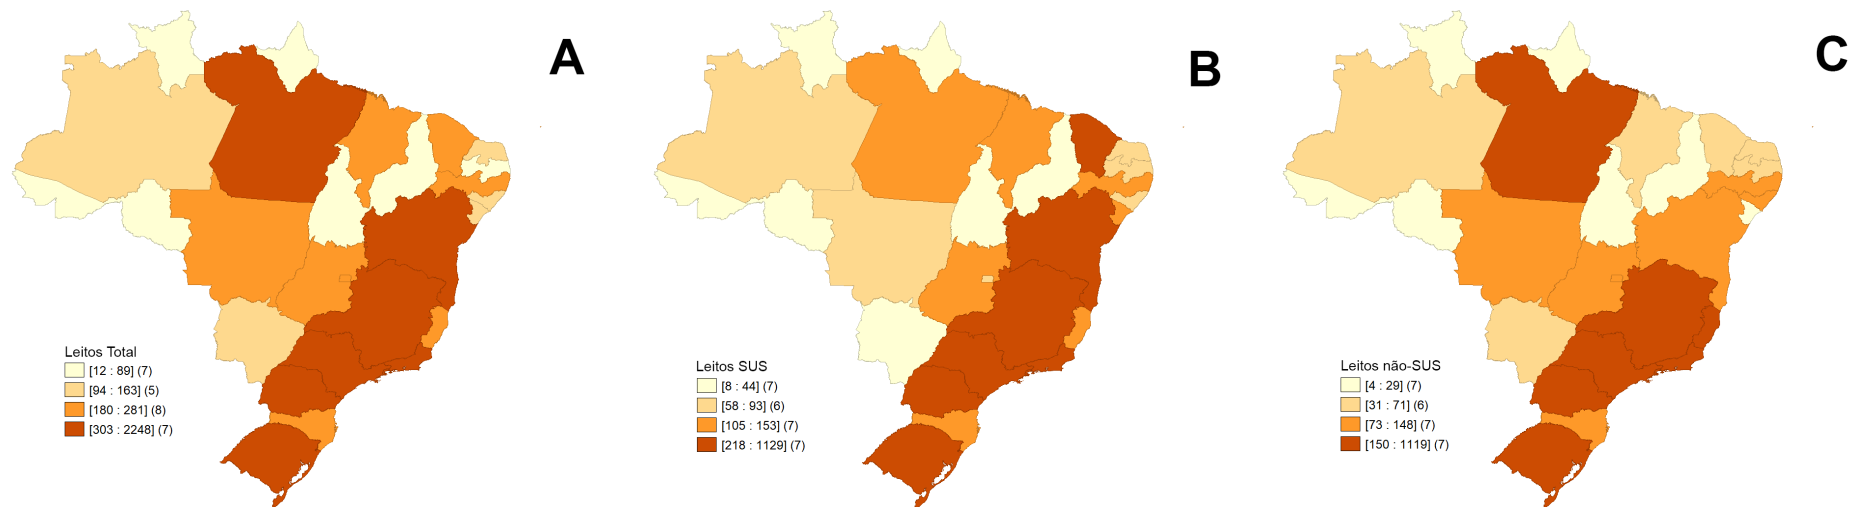 A
Leitos Total
[12 : 89] (7)
[94 : 163] (5)
[180 : 281] (8)
[303 : 2248] (7)
B
Leitos SUS
[8 : 44] (7)
[58 : 93] (6)
[105 : 153] (7)
[218 : 1129] (7)
C
Leitos não-SUS
[4 : 29] (7)
[31 : 71] (6)
[73 : 148] (7)
[150 : 1119] (7)